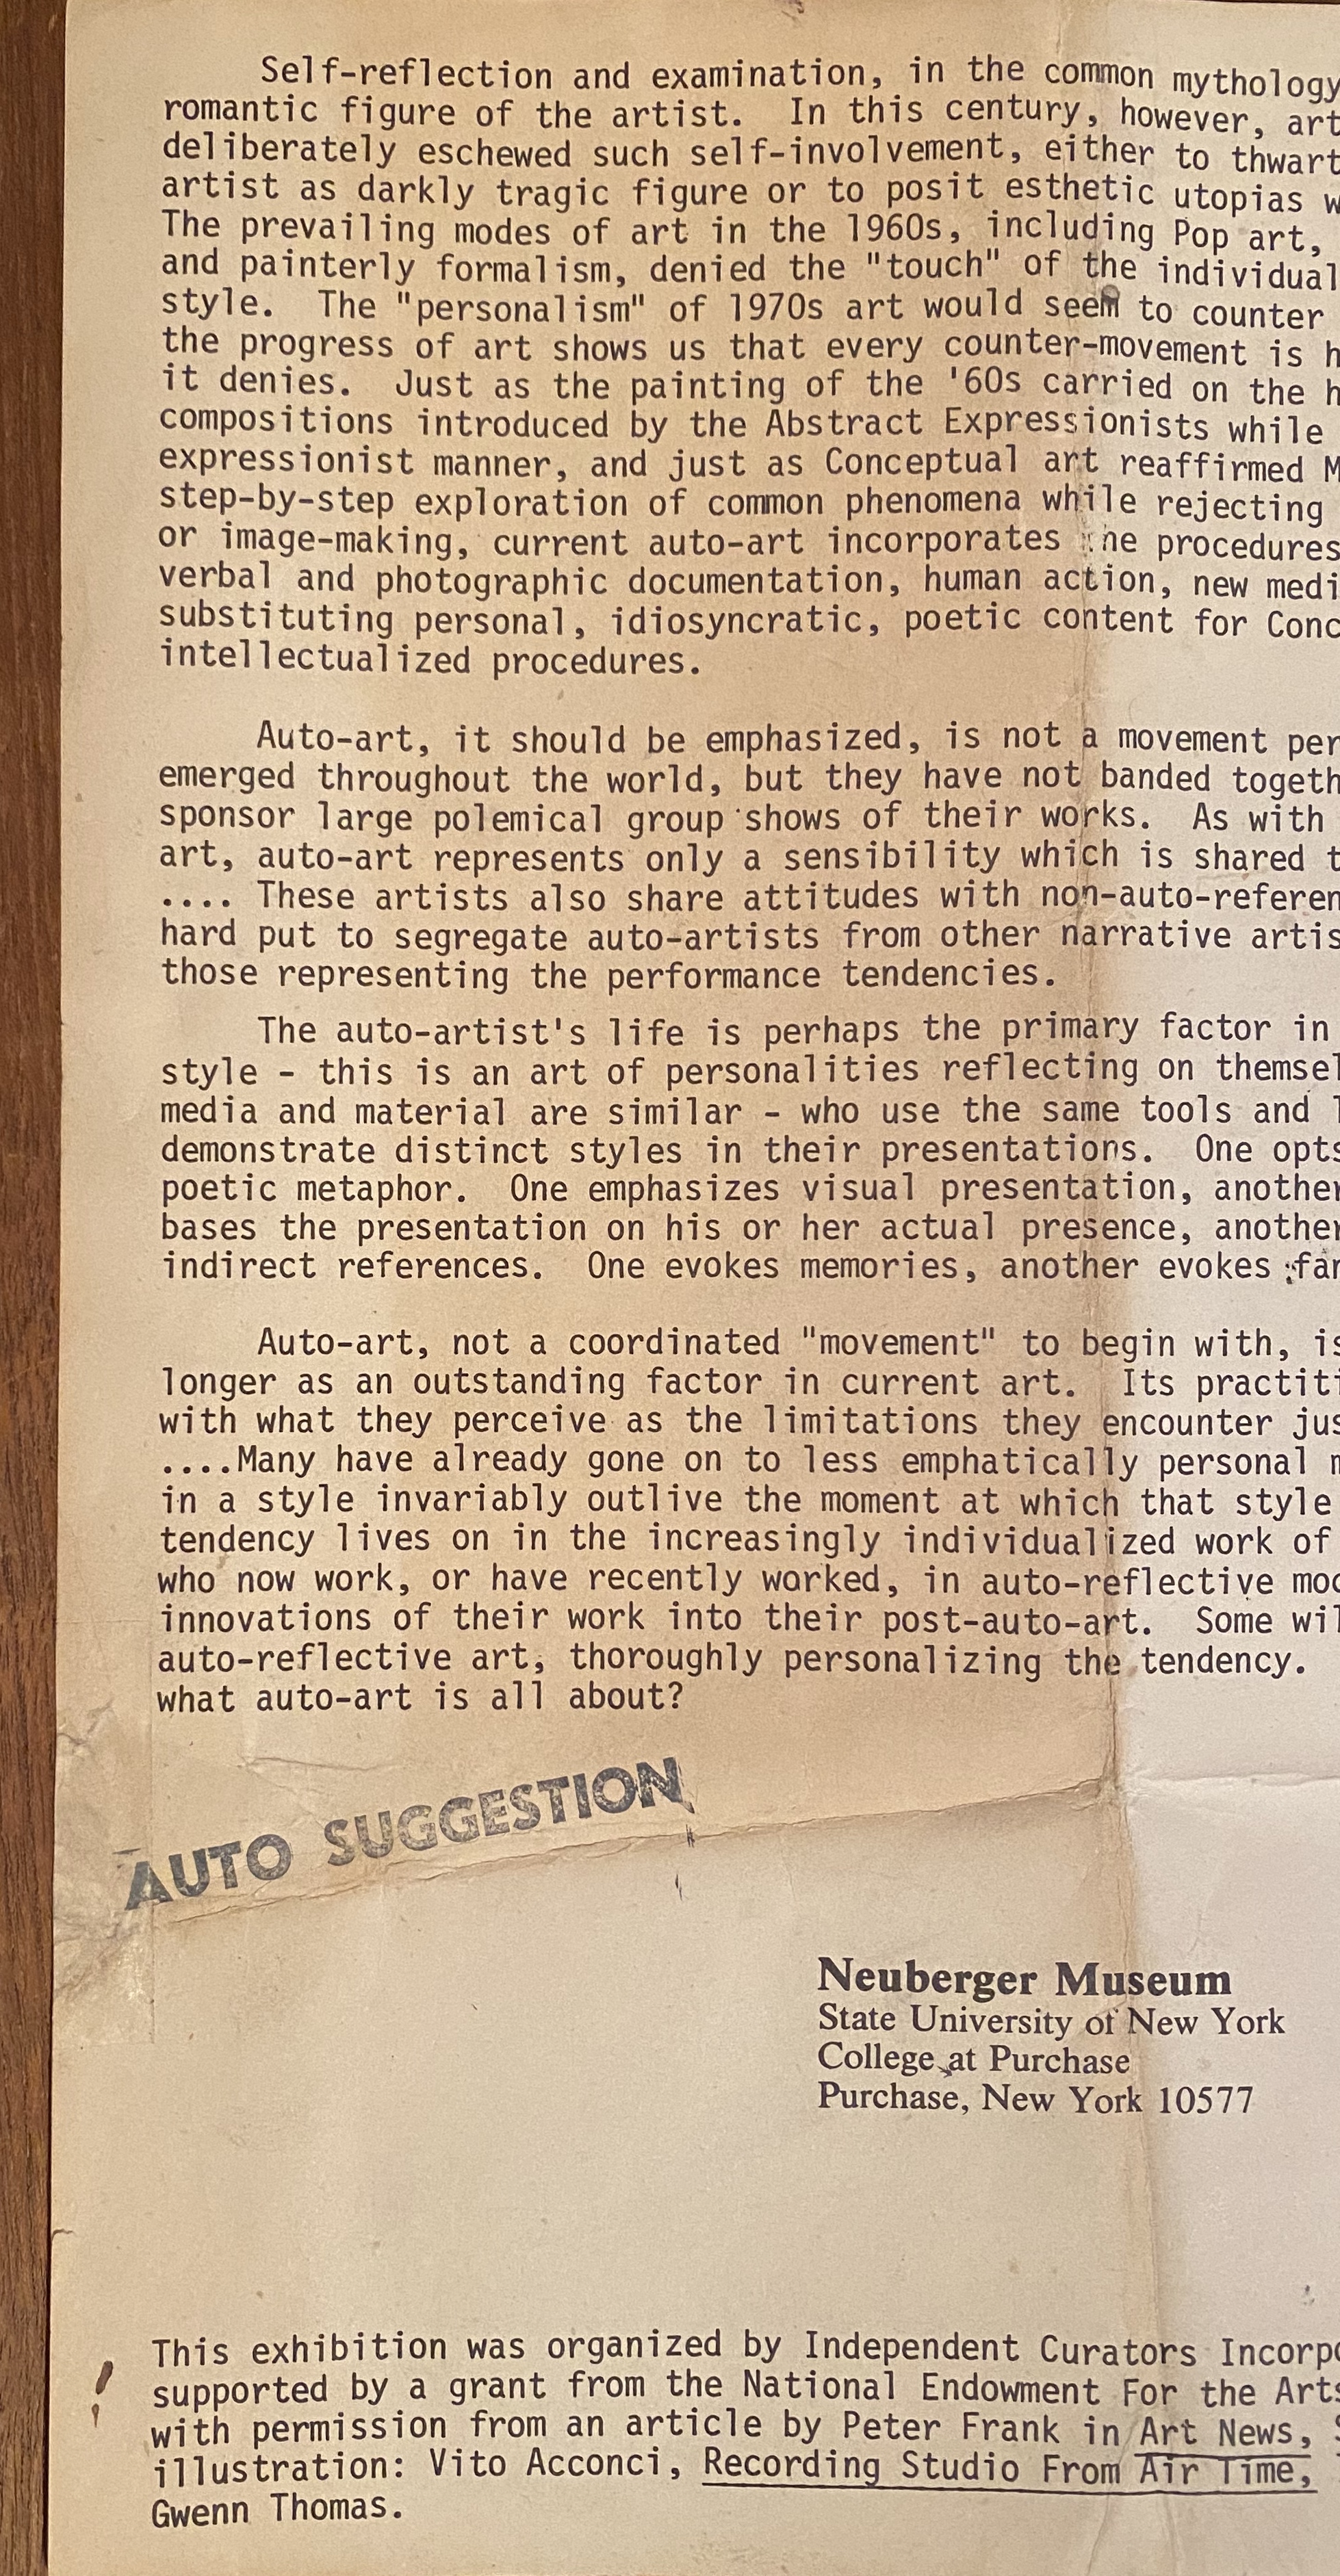 Self-reflection and examination, in the common mythology
romantic figure of the artist. In this century, however, art
deliberately eschewed such self-involvement, either to thwart
artist as darkly tragic figure or to posit esthetic utopias w
The prevailing modes of art in the 1960s, including Pop art,
and painterly formalism, denied the "touch" of the individual
style. The "personalism" of 1970s art would seem to counter
the progress of art shows us that every counter-movement is h
it denies. Just as the painting of the '60s carried on the h
compositions introduced by the Abstract Expressionists while
expressionist manner, and just as Conceptual art reaffirmed M
step-by-step exploration of common phenomena while rejecting
or image-making, current auto-art incorporates the procedures
verbal and photographic documentation, human action, new medi
substituting personal, idiosyncratic, poetic content for Conc
intellectualized procedures.
Auto-art, it should be emphasized, is not a movement per
emerged throughout the world, but they have not banded togeth
sponsor large polemical group shows of their works. As with
art, auto-art represents only a sensibility which is shared t
.... These artists also share attitudes with non-auto-referen
hard put to segregate auto-artists from other narrative artis
those representing the performance tendencies.
The auto-artist's life is perhaps the primary factor in
style - this is an art of personalities reflecting on themsel
media and material are similar - who use the same tools and l
demonstrate distinct styles in their presentations. One opts
poetic metaphor. One emphasizes visual presentation, another
bases the presentation on his or her actual presence, another
indirect references. One evokes memories, another evokes fan
Auto-art, not a coordinated "movement" to begin with, is
longer as an outstanding factor in current art. Its practiti
with what they perceive as the limitations they encounter jus
....Many have already gone on to less emphatically personal m
in a style invariably outlive the moment at which that style
tendency lives on in the increasingly individualized work of
who now work, or have recently worked, in auto-reflective mod
innovations of their work into their post-auto-art. Some wil
auto-reflective art, thoroughly personalizing the tendency.
what auto-art is all about?
AUTO SUGGESTION
Neuberger Museum
State University of New York
College at Purchase
Purchase, New York 10577
This exhibition was organized by Independent Curators Incorpo
supported by a grant from the National Endowment For the Arts
with permission from an article by Peter Frank in Art News, S
illustration: Vito Acconci, Recording Studio From Air Time,
Gwenn Thomas.